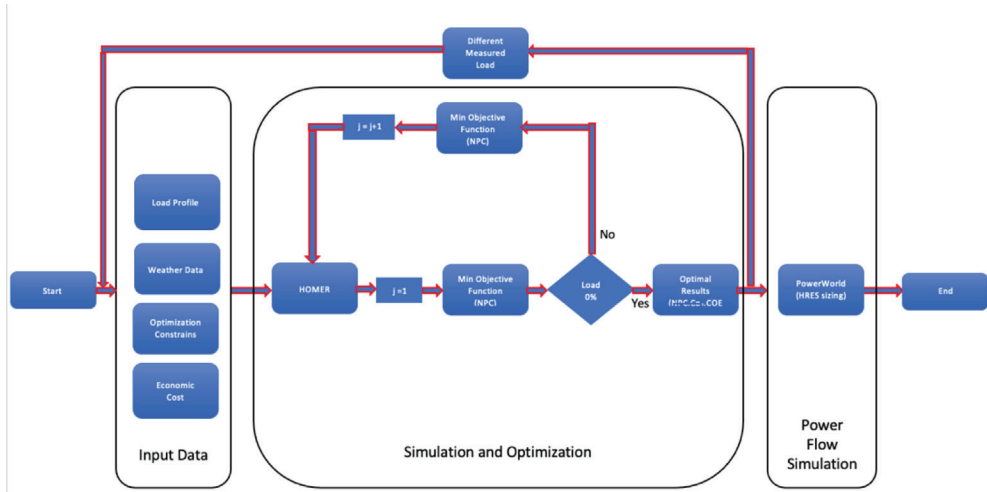 Different
Measured
Load
j = j+1
Min Objective
Function
(NPC)
Load Profile
No
Weather Data
Start
HOMER
j =1
Min Objective
Function
(NPC)
Load
0%
Yes
Optimal
Results
PowerWorld
(HRES sizing)
End
Optimization
Constrains
Economic
Cost
Input Data
Simulation and Optimization
Power
Flow
Simulation